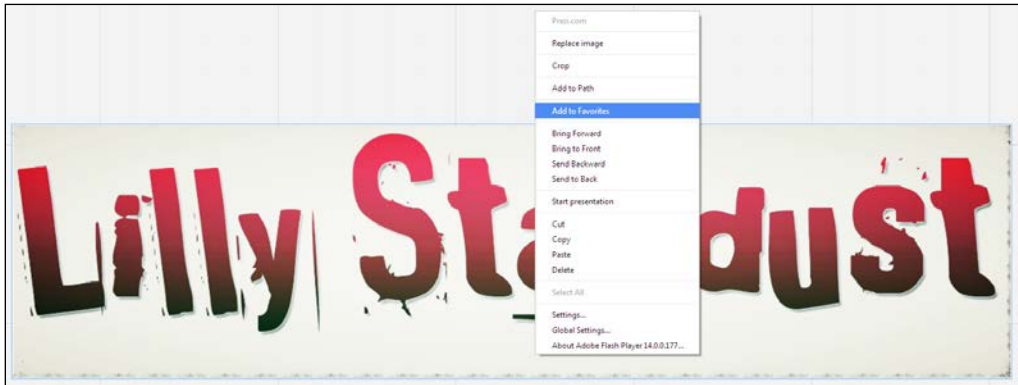 Prezi.com
Replace image
Crop
Add to Path
Add to Favorites
Bring Forward
Bring to Front
Send Backward
Send to Back
Start presentation
Cut
Copy
Paste
Delete
Select All
Settings...
Global Settings...
About Adobe Flash Player 14.0.0.177...
Lilly Sta dust